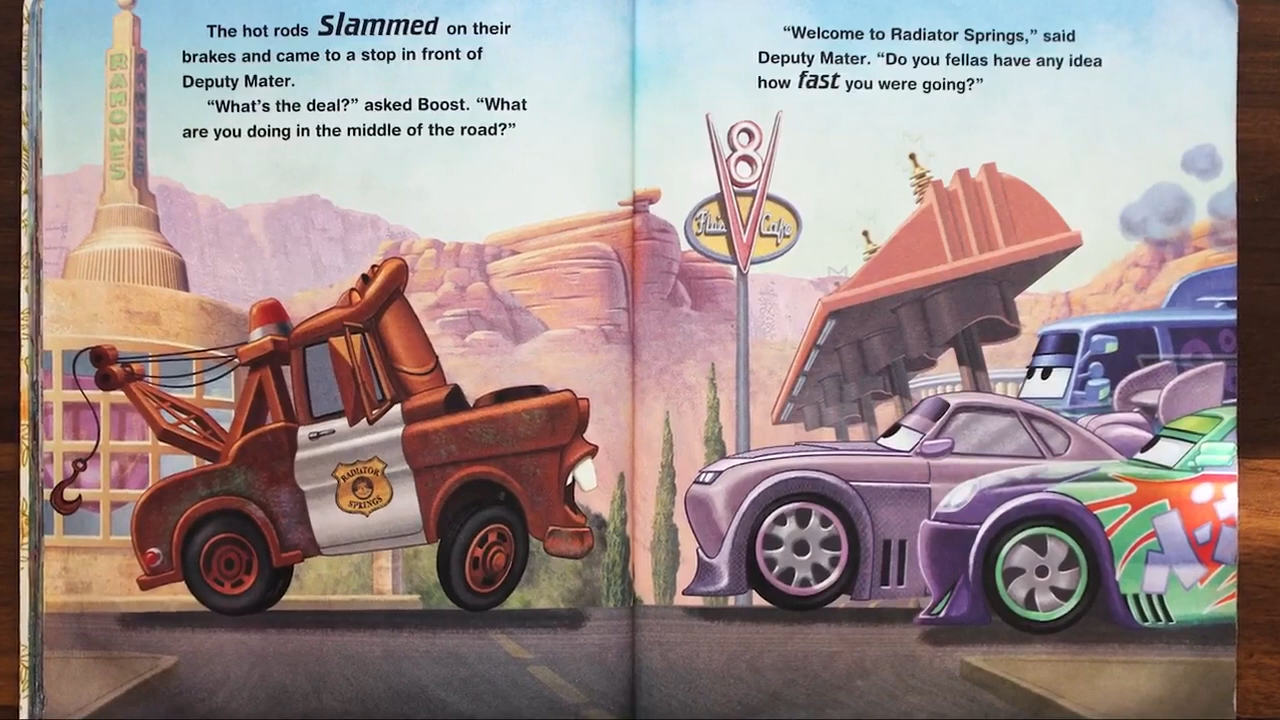 The hot rods Slammed on their
brakes and came to a stop in front of
Deputy Mater.
“What’s the deal?” asked Boost. “What
are you doing in the middle of the road?”
“Welcome to Radiator Springs,” said
Deputy Mater. “Do you fellas have any idea
how fast you were going?”
RAMONES
RAMONES
V8
Flo's Cafe
RADIATOR
SPRINGS